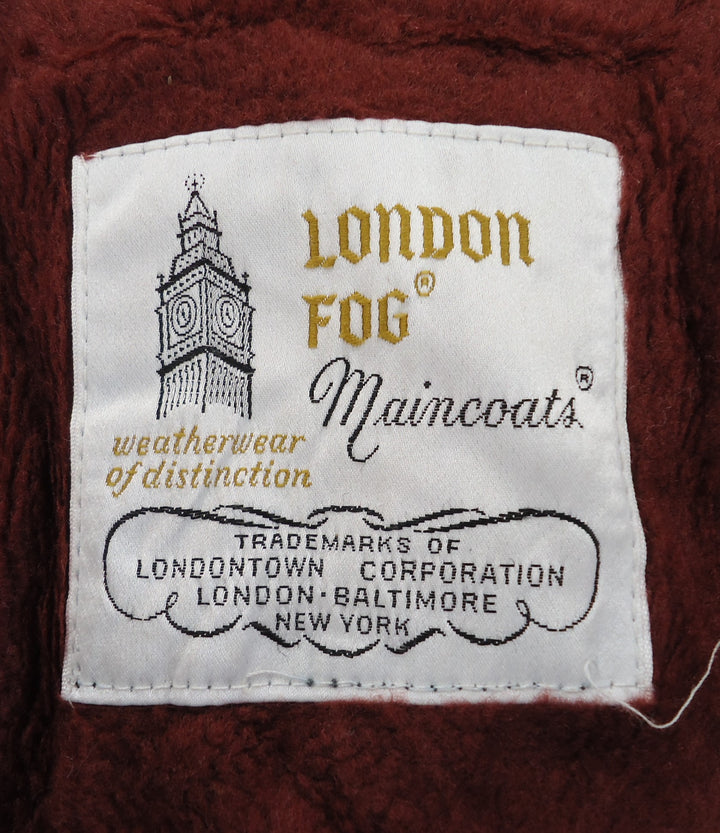 LONDON
FOG®
Maincoats®
weatherwear
of distinction
TRADEMARKS OF
LONDONTOWN CORPORATION
LONDON·BALTIMORE
NEW YORK